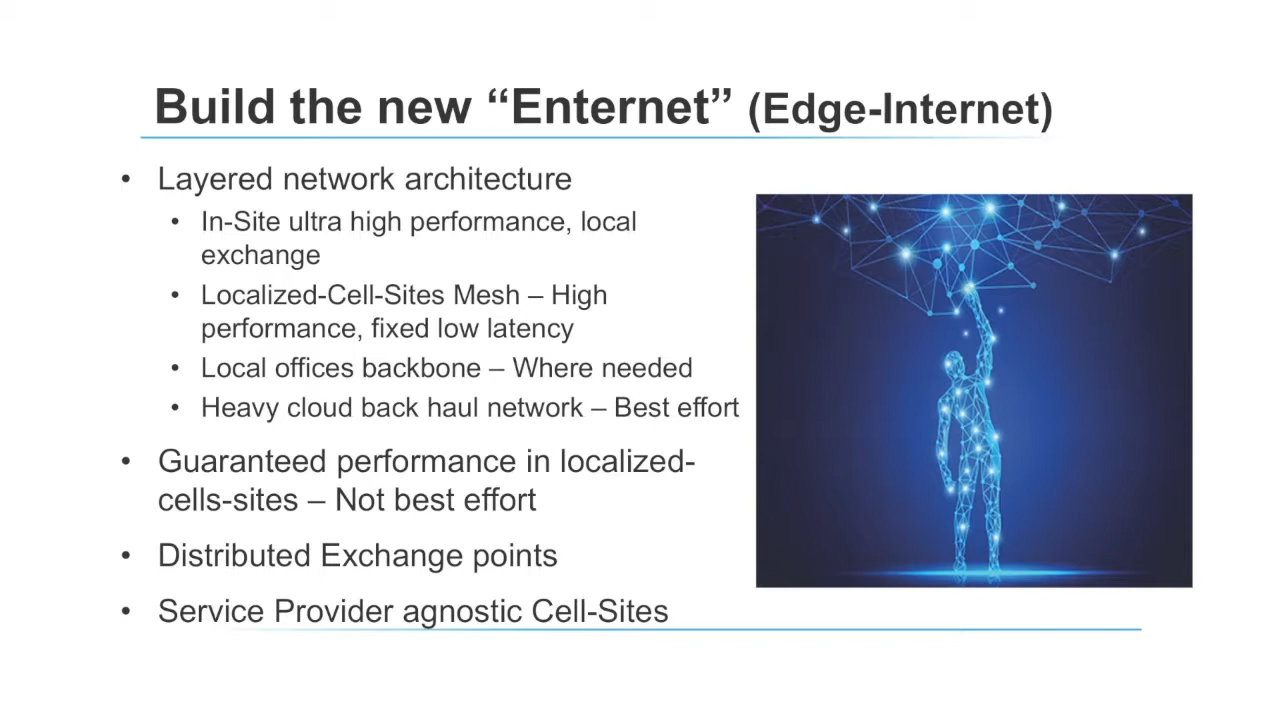 Build the new “Enternet” (Edge-Internet)
• Layered network architecture
• In-Site ultra high performance, local
exchange
• Localized-Cell-Sites Mesh – High
performance, fixed low latency
• Local offices backbone – Where needed
• Heavy cloud back haul network – Best effort
• Guaranteed performance in localized-
cells-sites – Not best effort
• Distributed Exchange points
• Service Provider agnostic Cell-Sites